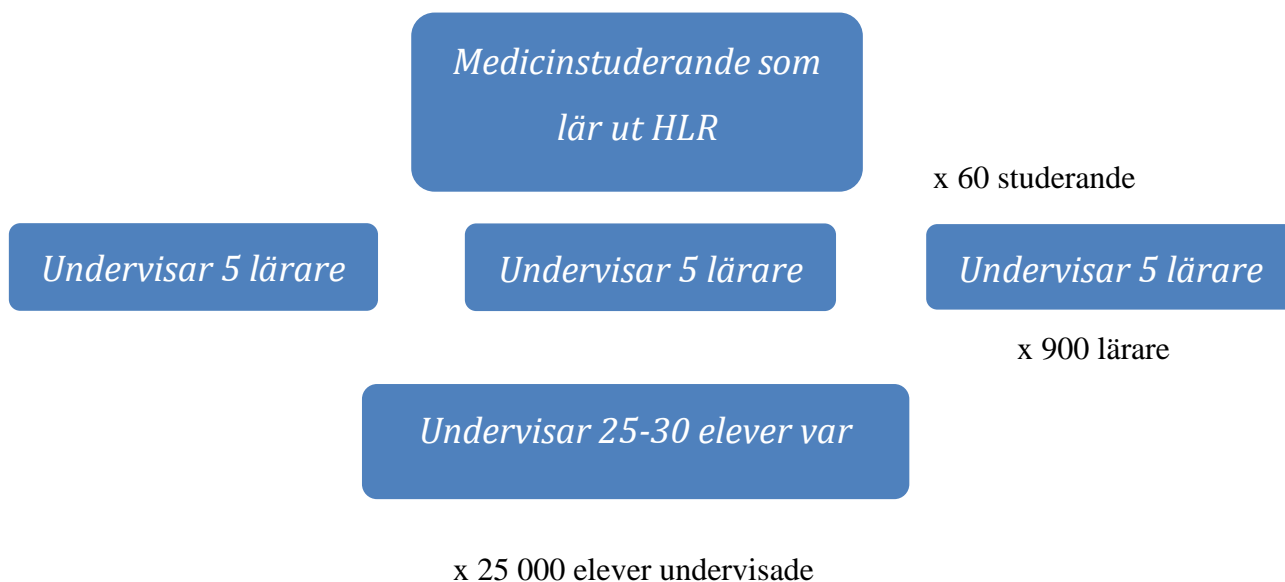 Medicinstuderande som
lär ut HLR
x 60 studerande
Undervisar 5 lärare
Undervisar 5 lärare
Undervisar 5 lärare
x 900 lärare
Undervisar 25-30 elever var
x 25 000 elever undervisade